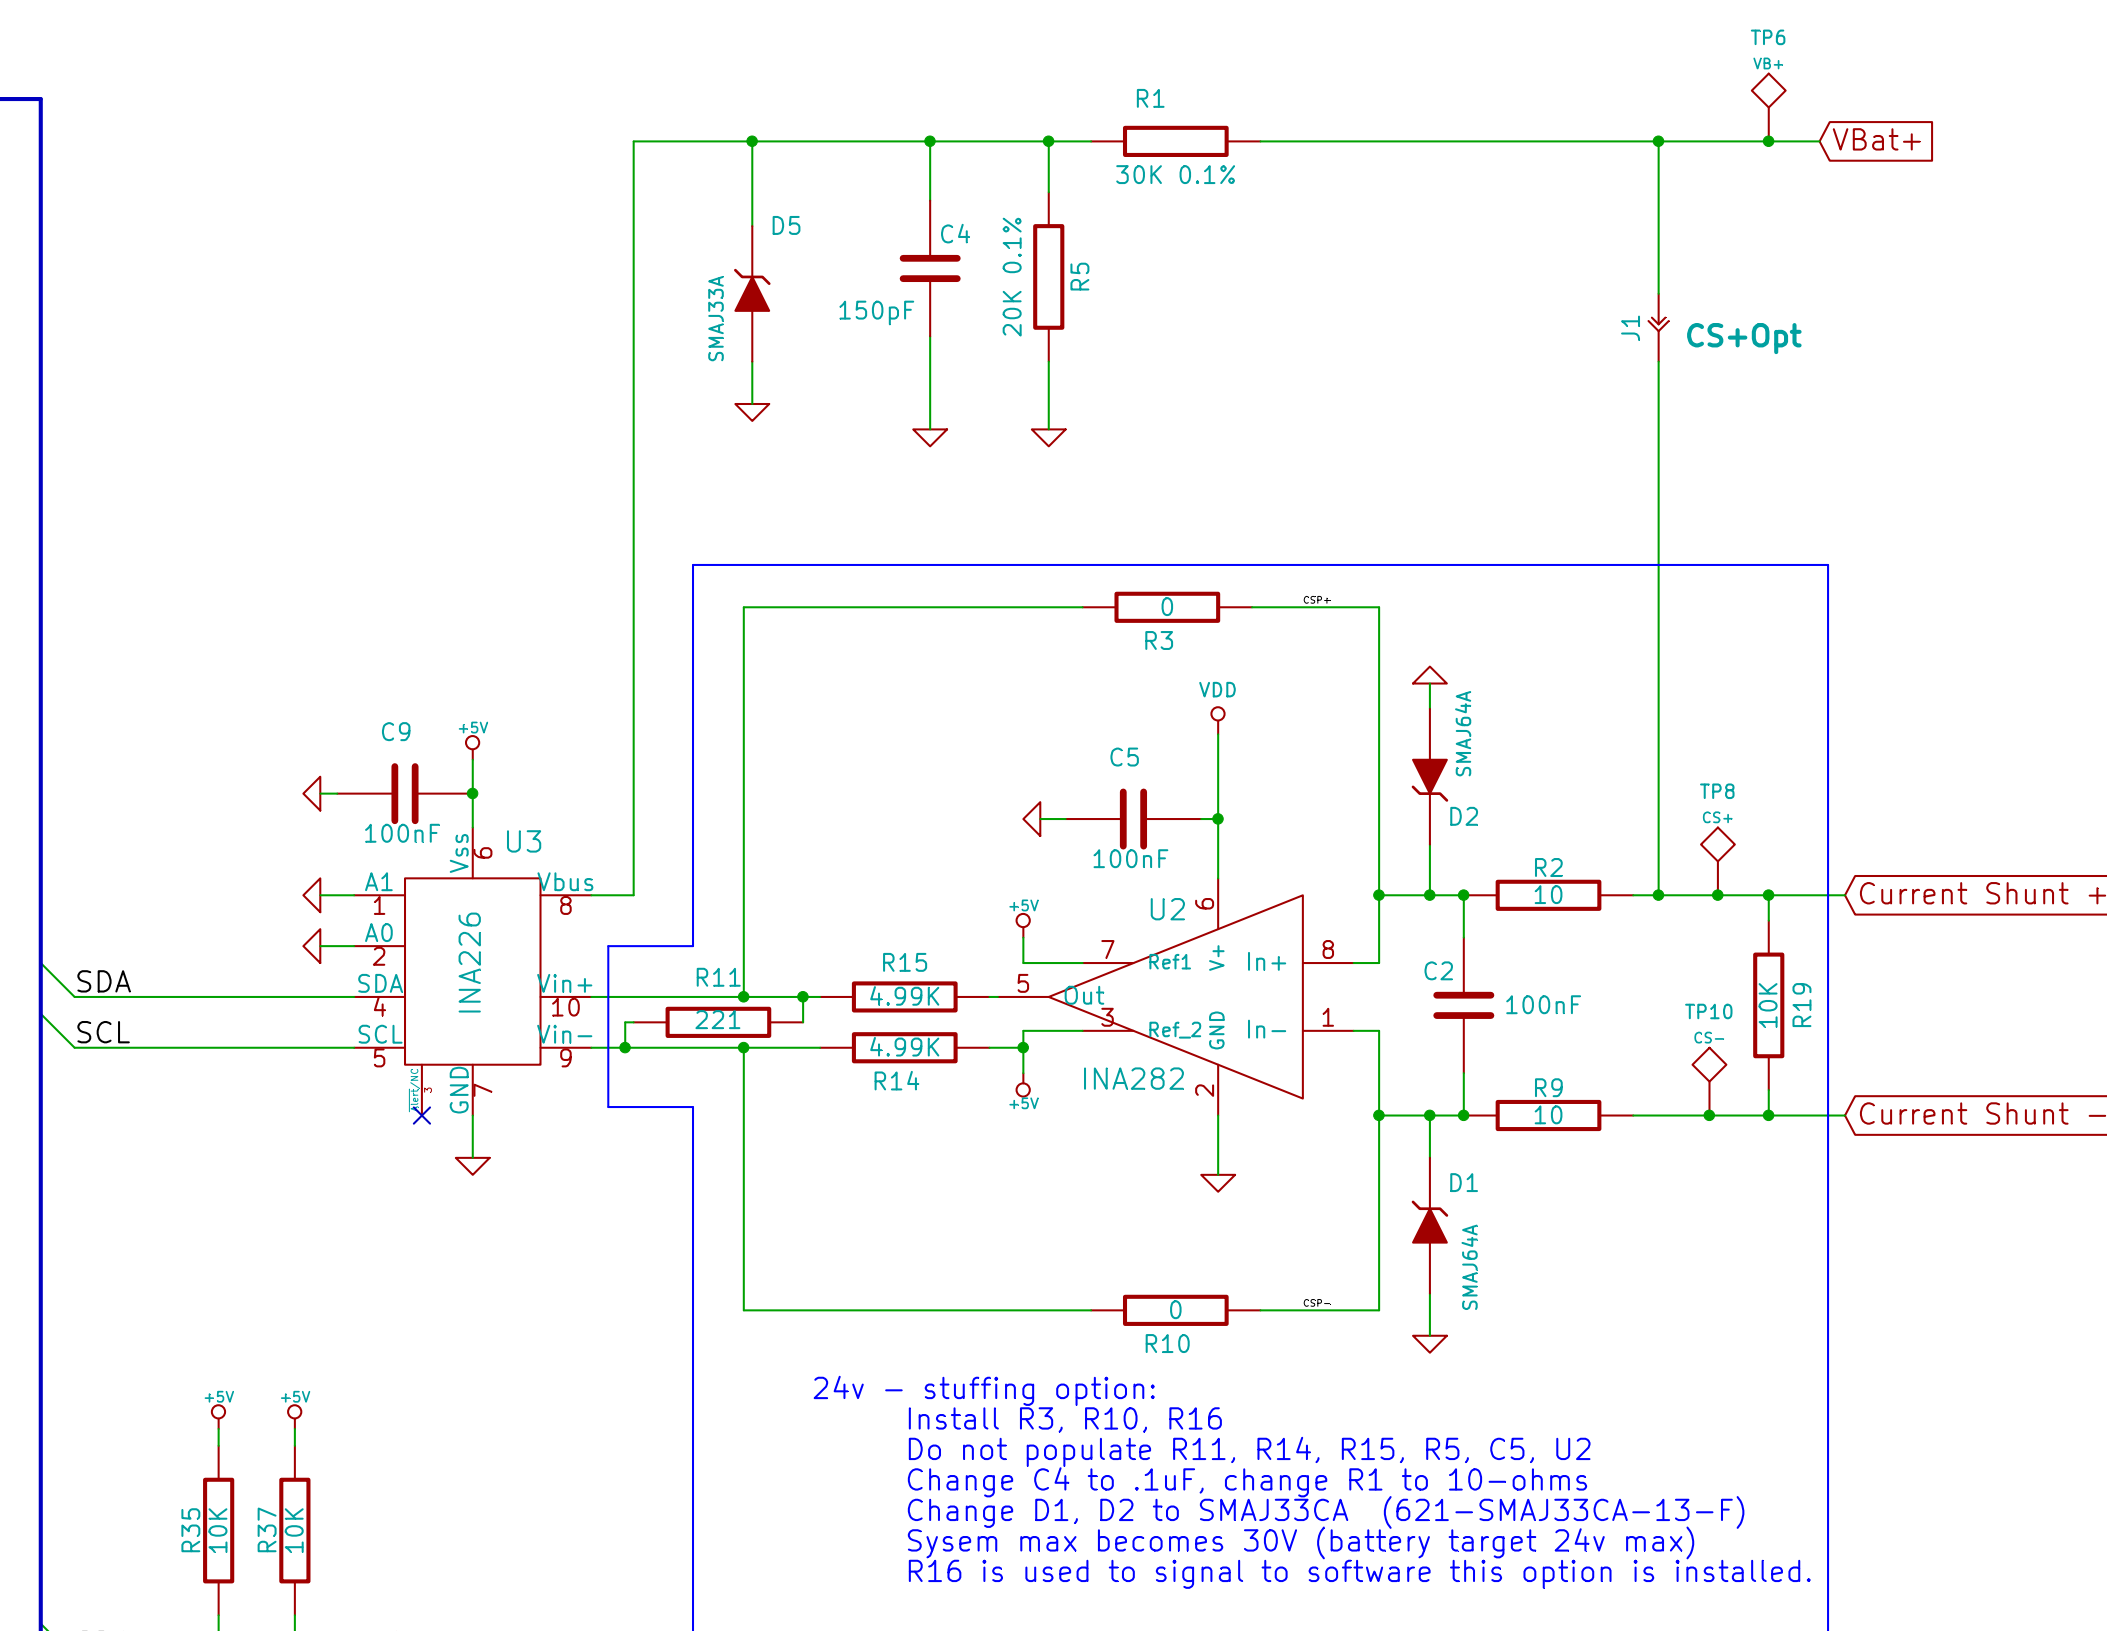 TP6
VB+
R1
VBat+
30K 0.1%
D5
C4
20K 0.1%
R5
SMAJ33A
150pF
J1
CS+Opt
0
CSP+
R3
VDD
SMAJ64A
C9
+5V
C5
D2
TP8
CS+
100nF
U3
Vss
6
100nF
R2
10
A1
1
Vbus
8
Current Shunt +
A0
2
INA226
+5V
U2
6
7
Ref1
V+
In+
8
SDA
SDA
4
Vin+
10
R11
221
R15
4.99K
5
Out
C2
100nF
10K
R19
SCL
SCL
5
Vin-
9
4.99K
R14
3
Ref_2
GND
In-
1
TP10
CS-
Alert/NC
3
GND
7
+5V
INA282
2
R9
10
Current Shunt -
D1
SMAJ64A
0
CSP-
R10
24v - stuffing option:
Install R3, R10, R16
Do not populate R11, R14, R15, R5, C5, U2
Change C4 to .1uF, change R1 to 10-ohms
Change D1, D2 to SMAJ33CA (621-SMAJ33CA-13-F)
Sysem max becomes 30V (battery target 24v max)
R16 is used to signal to software this option is installed.
+5V
+5V
R35
10K
R37
10K